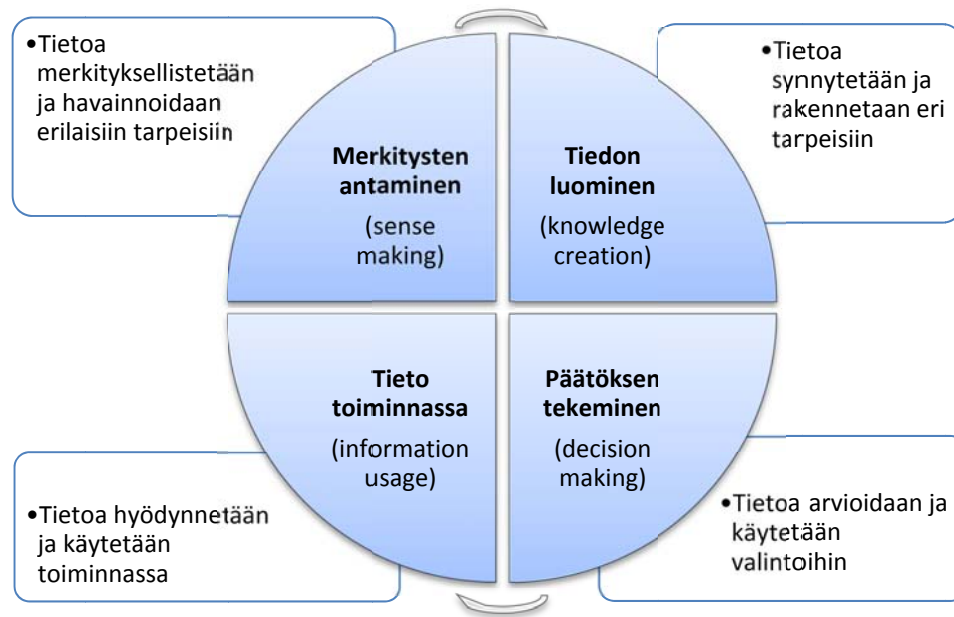 •Tietoa
merkityksellistetään
ja havainnoidaan
erilaisiin tarpeisiin
Merkitysten
antaminen
(sense
making)
Tiedon
luominen
(knowledge
creation)
•Tietoa
synnytetään ja
rakennetaan eri
tarpeisiin
•Tietoa hyödynnetään
ja käytetään
toiminnassa
Tieto
toiminnassa
(information
usage)
Päätöksen
tekeminen
(decision
making)
•Tietoa arvioidaan ja
käytetään
valintoihin